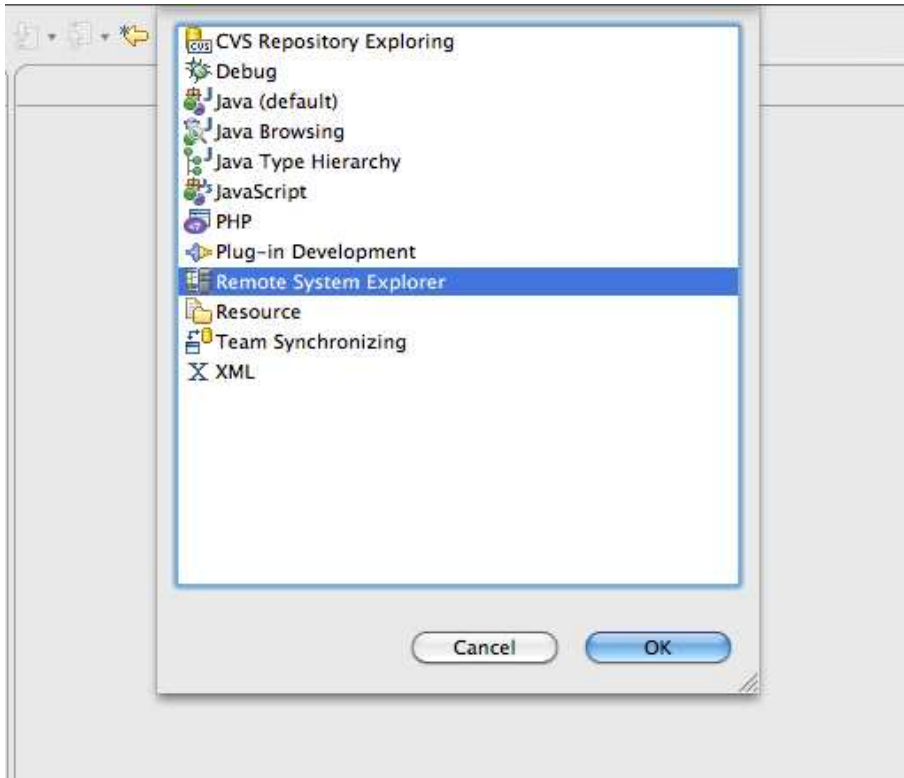 CVS Repository Exploring
Debug
Java (default)
Java Browsing
Java Type Hierarchy
JavaScript
PHP
Plug-in Development
Remote System Explorer
Resource
Team Synchronizing
XML
Cancel
OK